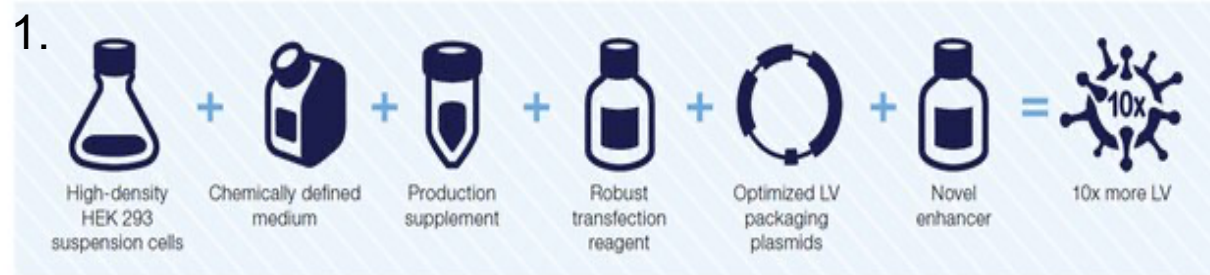 1.
+ + + + + = 10x
High-density
HEK 293
suspension cells
Chemically defined
medium
Production
supplement
Robust
transfection
reagent
Optimized LV
packaging
plasmids
Novel
enhancer
10x more LV